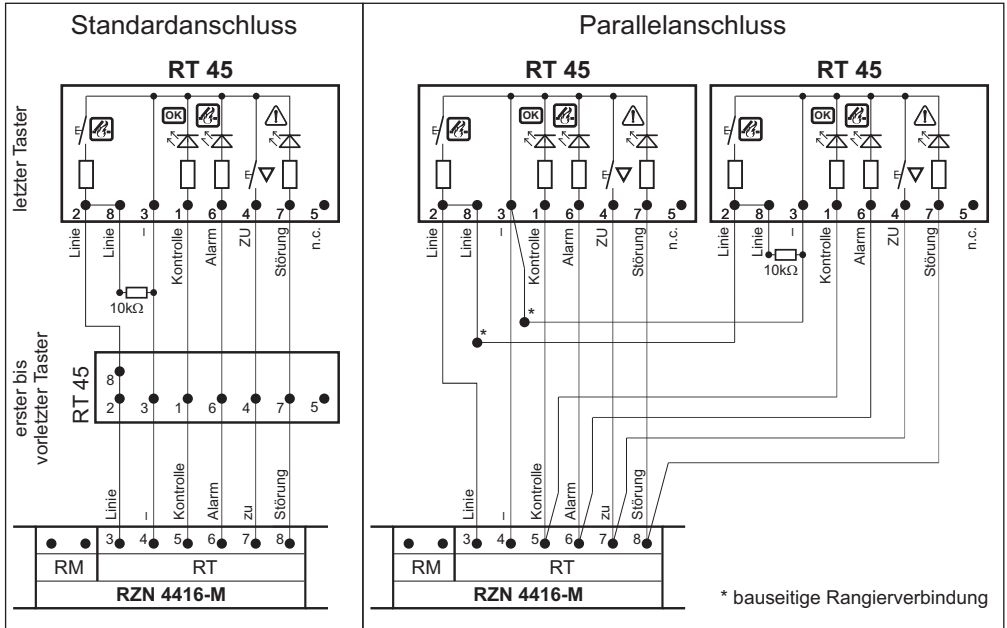 Standardanschluss
RT 45
letzter Taster
OK
2 8 3 1 6 4 7 5
Linie
Linie
–
Kontrolle
Alarm
ZU
Störung
n.c.
10kΩ
erster bis
vorletzter Taster
RT 45
8
2 3 1 6 4 7 5
Linie
–
Kontrolle
Alarm
zu
Störung
3 4 5 6 7 8
RM RT
RZN 4416-M
Parallelanschluss
RT 45 RT 45
OK
2 8 3 1 6 4 7 5
Linie
Linie
–
Kontrolle
Alarm
ZU
Störung
n.c.
OK
2 8 3 1 6 4 7 5
Linie
Linie
–
Kontrolle
Alarm
ZU
Störung
n.c.
10kΩ
*
*
Linie
–
Kontrolle
Alarm
zu
Störung
3 4 5 6 7 8
RM RT
RZN 4416-M
* bauseitige Rangierverbindung